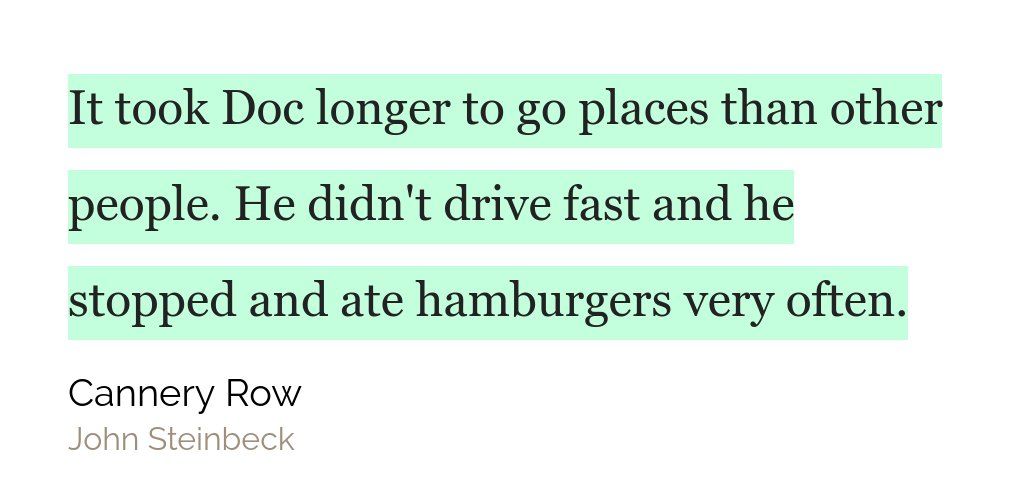 It took Doc longer to go places than other
people. He didn't drive fast and he
stopped and ate hamburgers very often.
Cannery Row
John Steinbeck